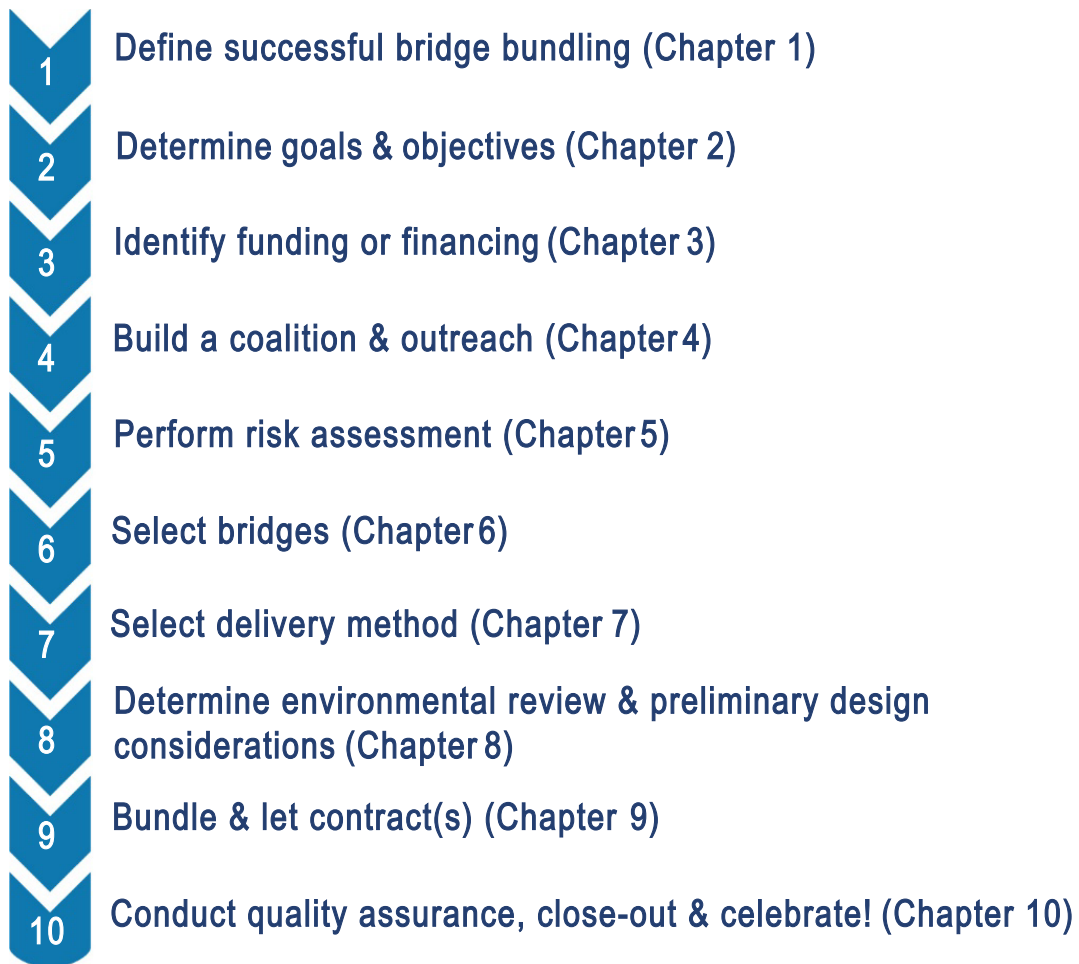 1
Define successful bridge bundling (Chapter 1)
2
Determine goals & objectives (Chapter 2)
3
Identify funding or financing (Chapter 3)
4
Build a coalition & outreach (Chapter 4)
5
Perform risk assessment (Chapter 5)
6
Select bridges (Chapter 6)
7
Select delivery method (Chapter 7)
8
Determine environmental review & preliminary design
considerations (Chapter 8)
9
Bundle & let contract(s) (Chapter 9)
10
Conduct quality assurance, close-out & celebrate! (Chapter 10)